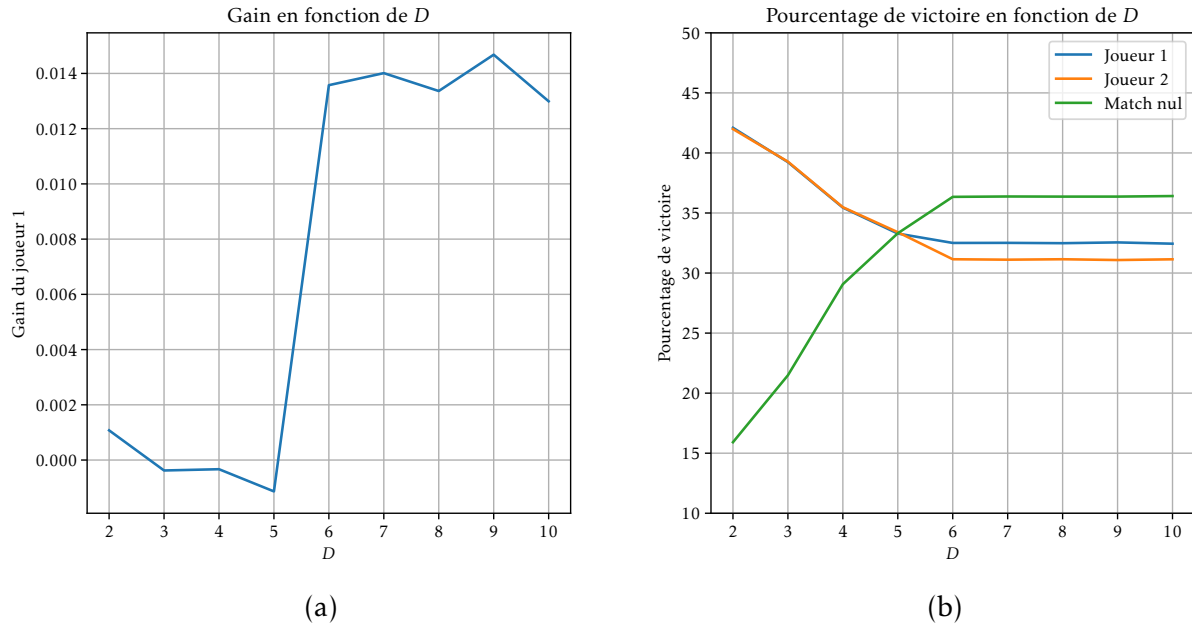 Gain en fonction de D
Gain du joueur 1
0.014
0.012
0.010
0.008
0.006
0.004
0.002
0.000
2 3 4 5 6 7 8 9 10
D
(a)
Pourcentage de victoire en fonction de D
Pourcentage de victoire
50
45
40
35
30
25
20
15
10
Joueur 1
Joueur 2
Match nul
2 3 4 5 6 7 8 9 10
D
(b)